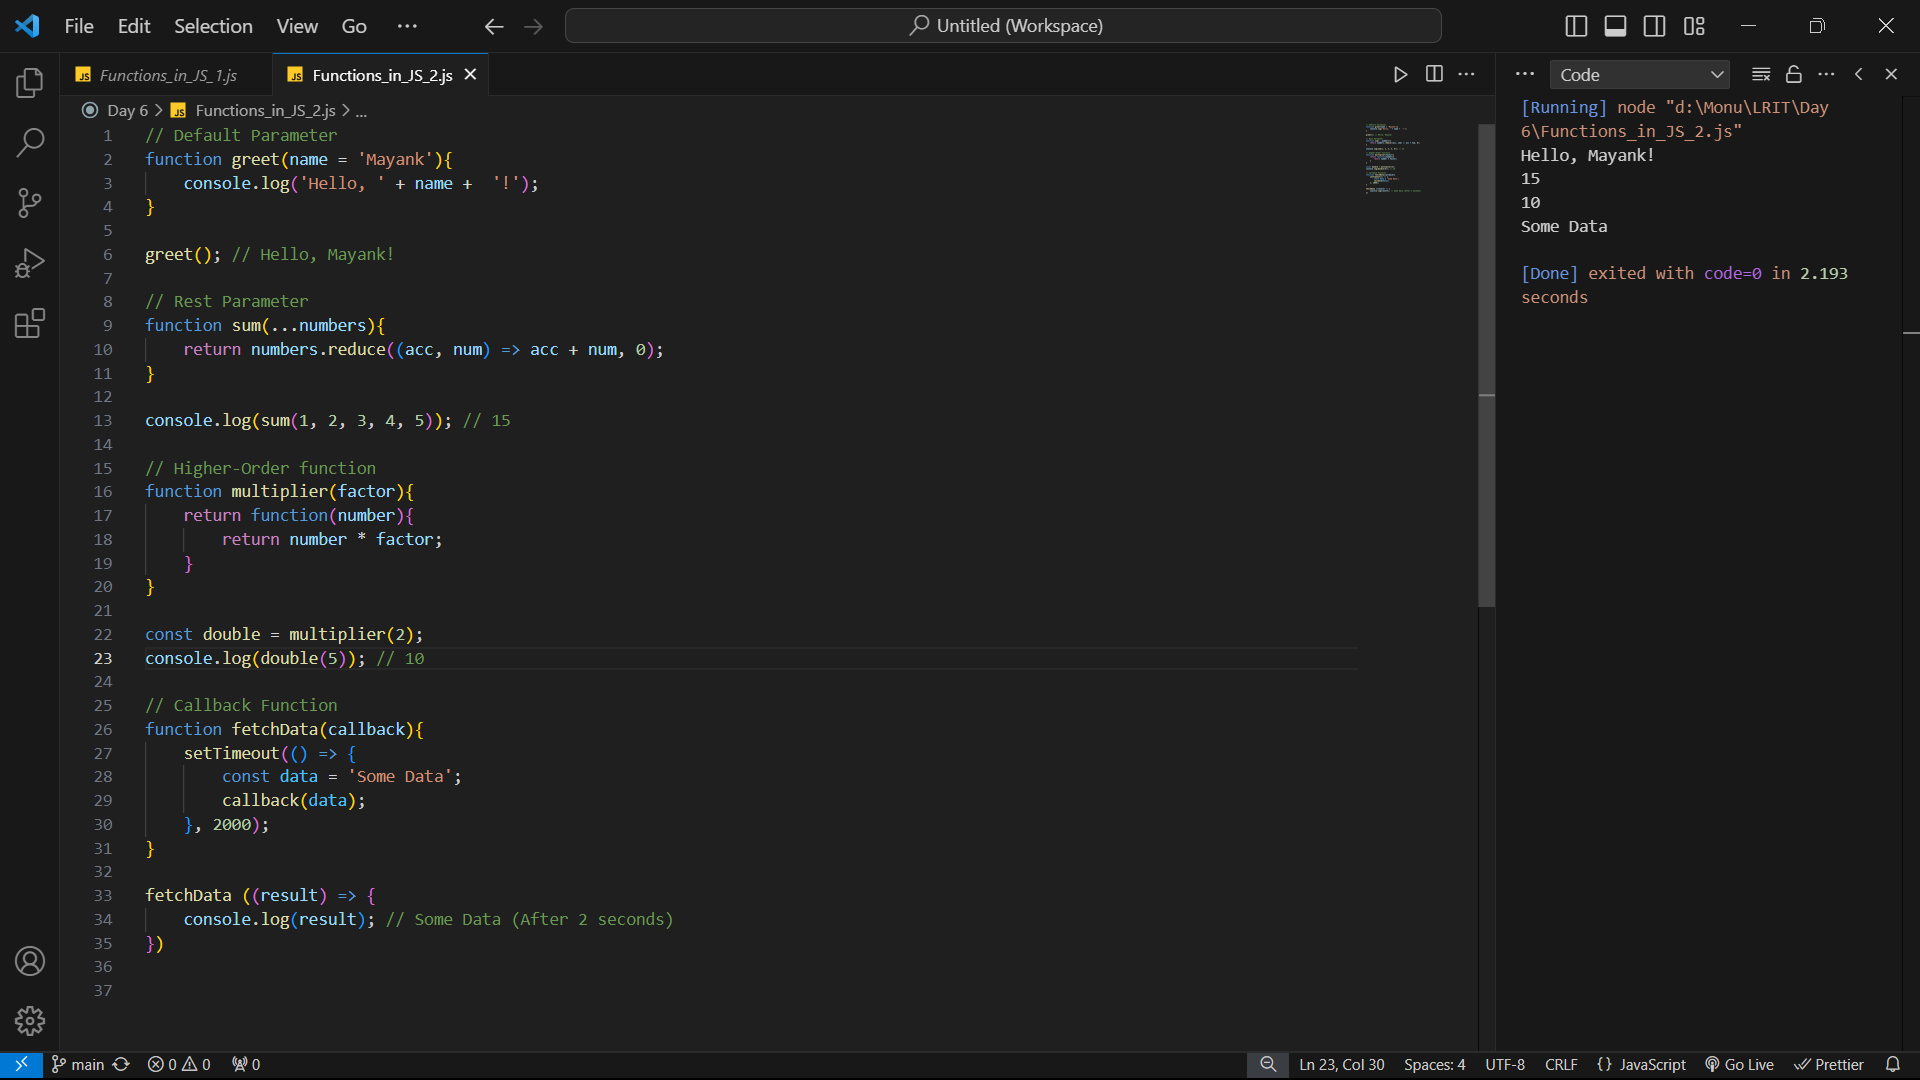 File Edit Selection View Go ··· Untitled (Workspace)
JS Functions_in_JS_1.js JS Functions_in_JS_2.js
Day 6 > JS Functions_in_JS_2.js > ...
1 // Default Parameter
2 function greet(name = 'Mayank'){
3     console.log('Hello, ' + name +  '!');
4 }
5
6 greet(); // Hello, Mayank!
7
8 // Rest Parameter
9 function sum(...numbers){
10     return numbers.reduce((acc, num) => acc + num, 0);
11 }
12
13 console.log(sum(1, 2, 3, 4, 5)); // 15
14
15 // Higher-Order function
16 function multiplier(factor){
17     return function(number){
18         return number * factor;
19     }
20 }
21
22 const double = multiplier(2);
23 console.log(double(5)); // 10
24
25 // Callback Function
26 function fetchData(callback){
27     setTimeout(() => {
28         const data = 'Some Data';
29         callback(data);
30     }, 2000);
31 }
32
33 fetchData ((result) => {
34     console.log(result); // Some Data (After 2 seconds)
35 })
36
37
Code
[Running] node "d:\Monu\LRIT\Day
6\Functions_in_JS_2.js"
Hello, Mayank!
15
10
Some Data
[Done] exited with code=0 in 2.193
seconds
main 0 0 0 Ln 23, Col 30 Spaces: 4 UTF-8 CRLF {} JavaScript Go Live Prettier